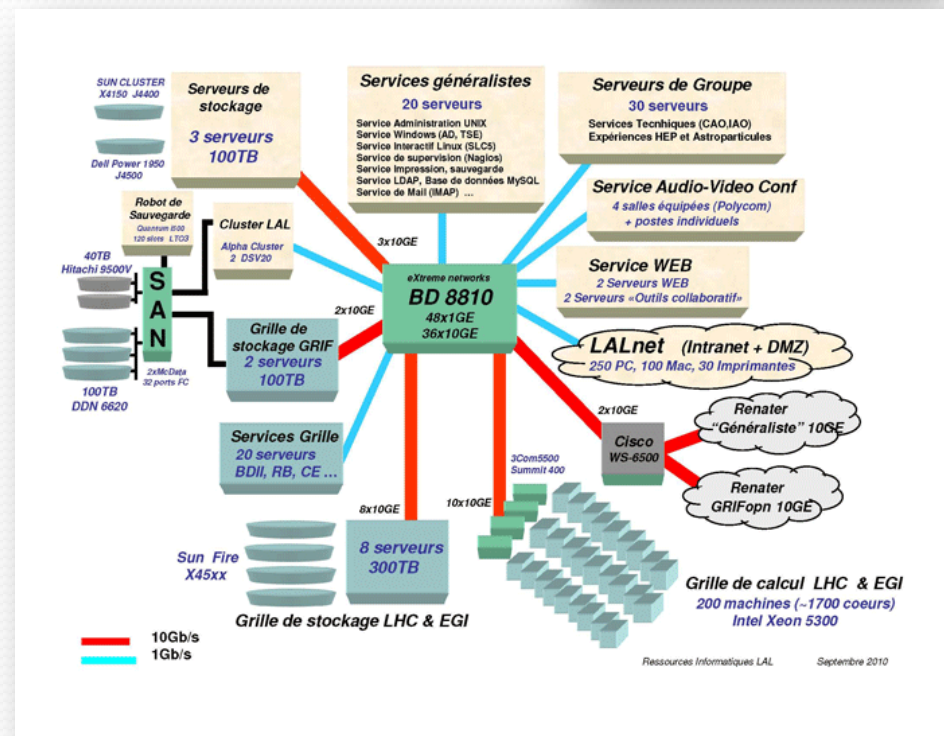 SUN CLUSTER
X4150 J4400
Dell Power 1950
J4500
Serveurs de
stockage
3 serveurs
100TB
Services généralistes
20 serveurs
Service Administration UNIX
Service Windows (AD, TSE)
Service Interactif Linux (SLC5)
Service de supervision (Nagios)
Service Impression, sauvegarde
Service LDAP, Base de données MySQL
Service de Mail (IMAP) ...
Serveurs de Groupe
30 serveurs
Services Tecnhiques (CAO,IAO)
Expériences HEP et Astroparticules
Service Audio-Video Conf
4 salles équipées (Polycom)
+ postes individuels
Robot de
Sauvegarde
Quantum i500
120 slots LTO3
Cluster LAL
Alpha Cluster
2 DSV20
3x10GE
40TB
Hitachi 9500V
S
A
N
2xMcData
32 ports FC
100TB
DDN 6620
2x10GE
Grille de
stockage GRIF
2 serveurs
100TB
eXtreme networks
BD 8810
48x1GE
36x10GE
Service WEB
2 Serveurs WEB
2 Serveurs «Outils collaboratif»
LALnet (Intranet + DMZ)
250 PC, 100 Mac, 30 Imprimantes
Services Grille
20 serveurs
BDII, RB, CE ...
2x10GE
Cisco
WS-6500
Renater
“Généraliste” 10GE
Renater
GRIFopn 10GE
3Com5500
Summit 400
8x10GE
10x10GE
Sun Fire
X45xx
8 serveurs
300TB
Grille de stockage LHC & EGI
Grille de calcul LHC & EGI
200 machines (~1700 coeurs)
Intel Xeon 5300
10Gb/s
1Gb/s
Ressources Informatiques LAL Septembre 2010